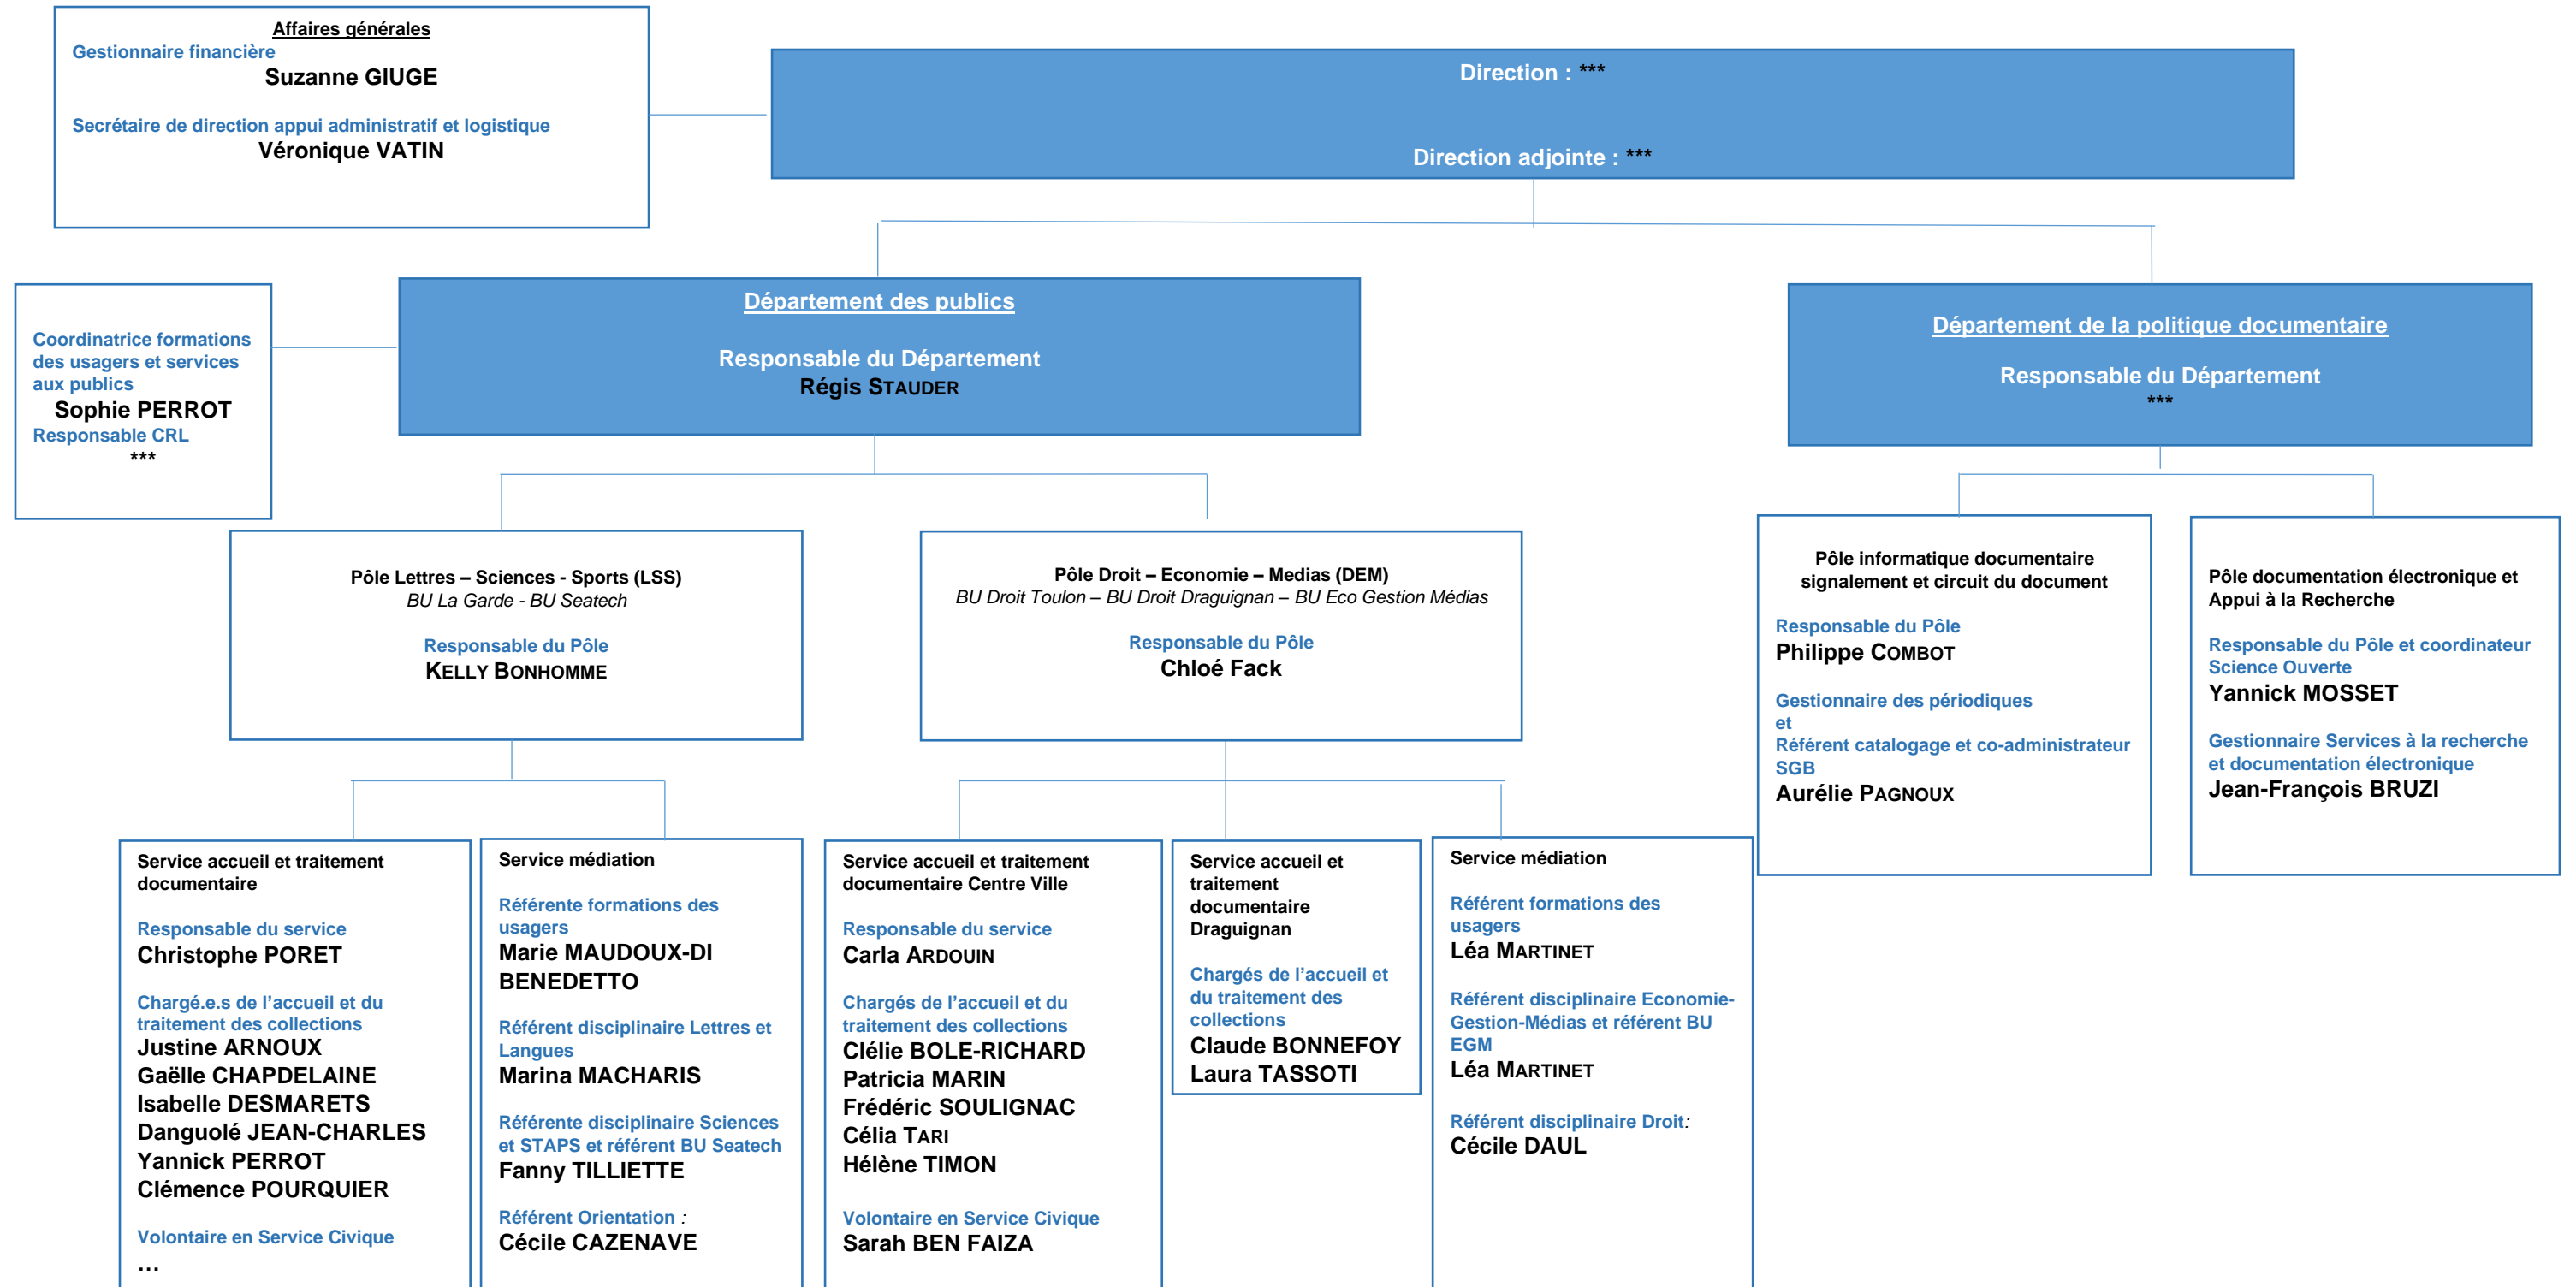 Affaires générales
Gestionnaire financière
Suzanne GIUGE
Secrétaire de direction appui administratif et logistique
Véronique VATIN
Direction : ***
Direction adjointe : ***
Coordinatrice formations
des usagers et services
aux publics
Sophie PERROT
Responsable CRL
***
Département des publics
Responsable du Département
Régis STAUDER
Département de la politique documentaire
Responsable du Département
***
Pôle Lettres – Sciences - Sports (LSS)
BU La Garde - BU Seatech
Responsable du Pôle
KELLY BONHOMME
Pôle Droit – Economie – Medias (DEM)
BU Droit Toulon – BU Droit Draguignan – BU Eco Gestion Médias
Responsable du Pôle
Chloé Fack
Pôle informatique documentaire
signalement et circuit du document
Responsable du Pôle
Philippe COMBOT
Gestionnaire des périodiques
et
Référent catalogage et co-administrateur
SGB
Aurélie PAGNOUX
Pôle documentation électronique et
Appui à la Recherche
Responsable du Pôle et coordinateur
Science Ouverte
Yannick MOSSET
Gestionnaire Services à la recherche
et documentation électronique
Jean-François BRUZI
Service accueil et traitement
documentaire
Responsable du service
Christophe PORET
Chargé.e.s de l’accueil et du
traitement des collections
Justine ARNOUX
Gaëlle CHAPDELAINE
Isabelle DESMARETS
Danguolé JEAN-CHARLES
Yannick PERROT
Clémence POURQUIER
Volontaire en Service Civique
…
Service médiation
Référente formations des
usagers
Marie MAUDOUX-DI
BENEDETTO
Référent disciplinaire Lettres et
Langues
Marina MACHARIS
Référente disciplinaire Sciences
et STAPS et référent BU Seatech
Fanny TILLIETTE
Référent Orientation :
Cécile CAZENAVE
Service accueil et traitement
documentaire Centre Ville
Responsable du service
Carla ARDOUIN
Chargés de l’accueil et du
traitement des collections
Clélie BOLE-RICHARD
Patricia MARIN
Frédéric SOULIGNAC
Célia TARI
Hélène TIMON
Volontaire en Service Civique
Sarah BEN FAIZA
Service accueil et
traitement
documentaire
Draguignan
Chargés de l’accueil et
du traitement des
collections
Claude BONNEFOY
Laura TASSOTI
Service médiation
Référent formations des
usagers
Léa MARTINET
Référent disciplinaire Economie-
Gestion-Médias et référent BU
EGM
Léa MARTINET
Référent disciplinaire Droit:
Cécile DAUL